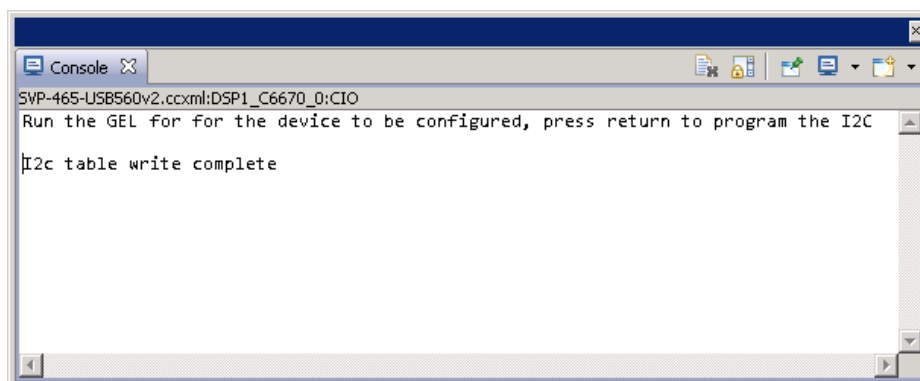 Console
SVP-465-USB560v2.ccxml:DSP1_C6670_0:CIO
Run the GEL for for the device to be configured, press return to program the I2C
I2c table write complete